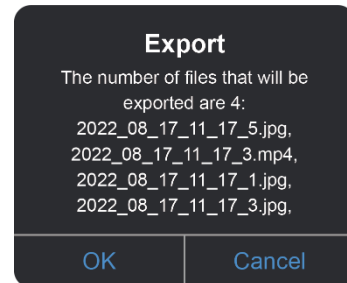 Export
The number of files that will be
exported are 4:
2022_08_17_11_17_5.jpg,
2022_08_17_11_17_3.mp4,
2022_08_17_11_17_1.jpg,
2022_08_17_11_17_3.jpg,
OK Cancel